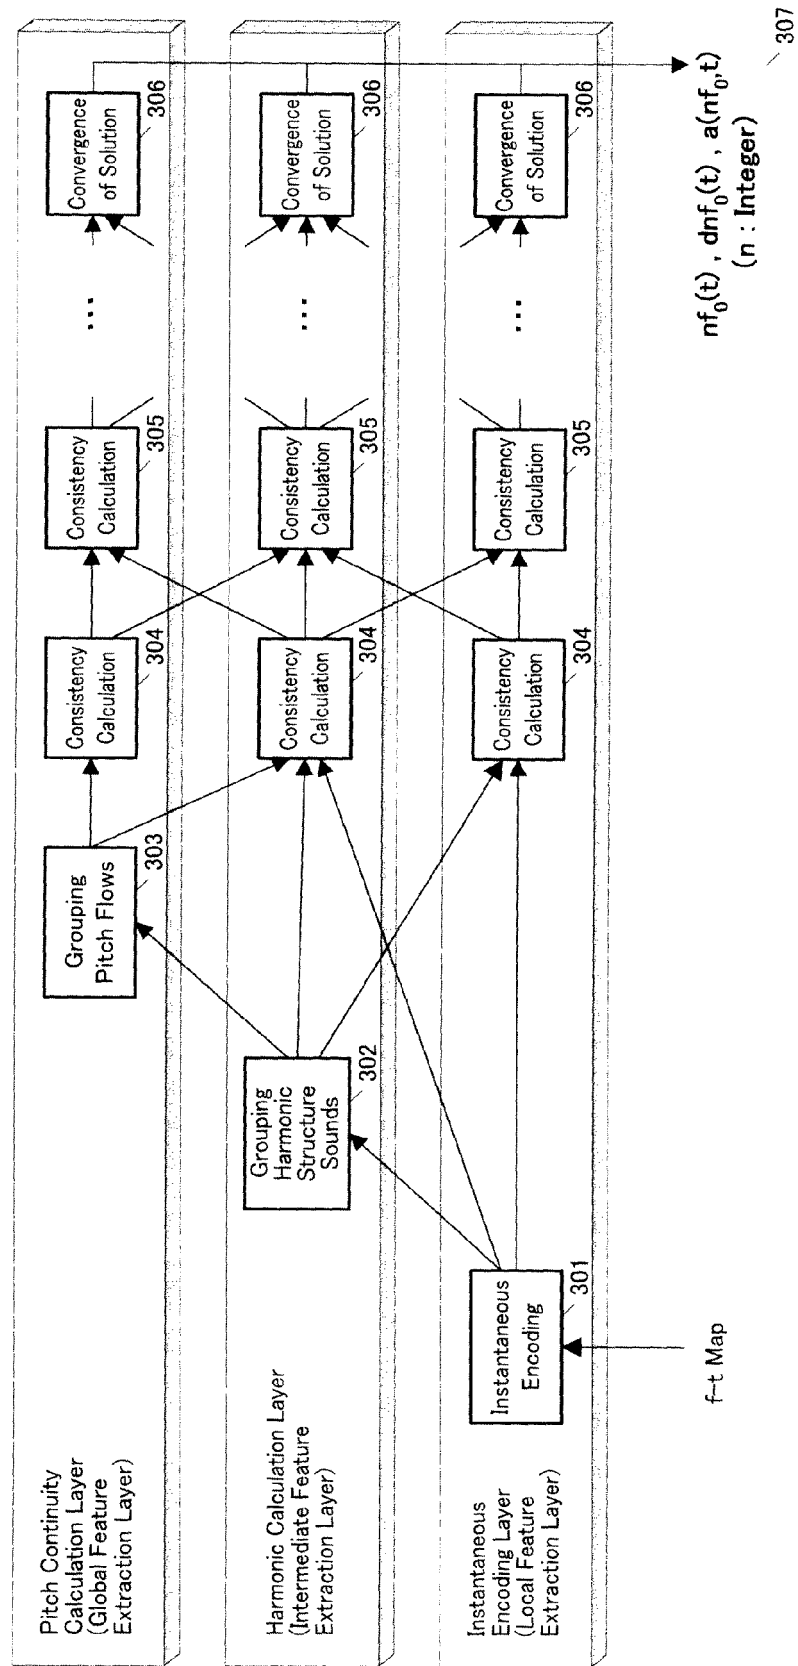 Pitch Continuity
Calculation Layer
(Global Feature
Extraction Layer)
Grouping
Pitch Flows
303
Consistency
Calculation
304
Consistency
Calculation
305
...
Convergence
of Solution
306
Harmonic Calculation Layer
(Intermediate Feature
Extraction Layer)
Grouping
Harmonic
Structure
Sounds
302
Consistency
Calculation
304
Consistency
Calculation
305
...
Convergence
of Solution
306
Instantaneous
Encoding Layer
(Local Feature
Extraction Layer)
Instantaneous
Encoding
301
Consistency
Calculation
304
Consistency
Calculation
305
...
Convergence
of Solution
306
f-t Map
nf₀(t) , dnf₀(t) , a(nf₀,t)
(n : Integer)
307